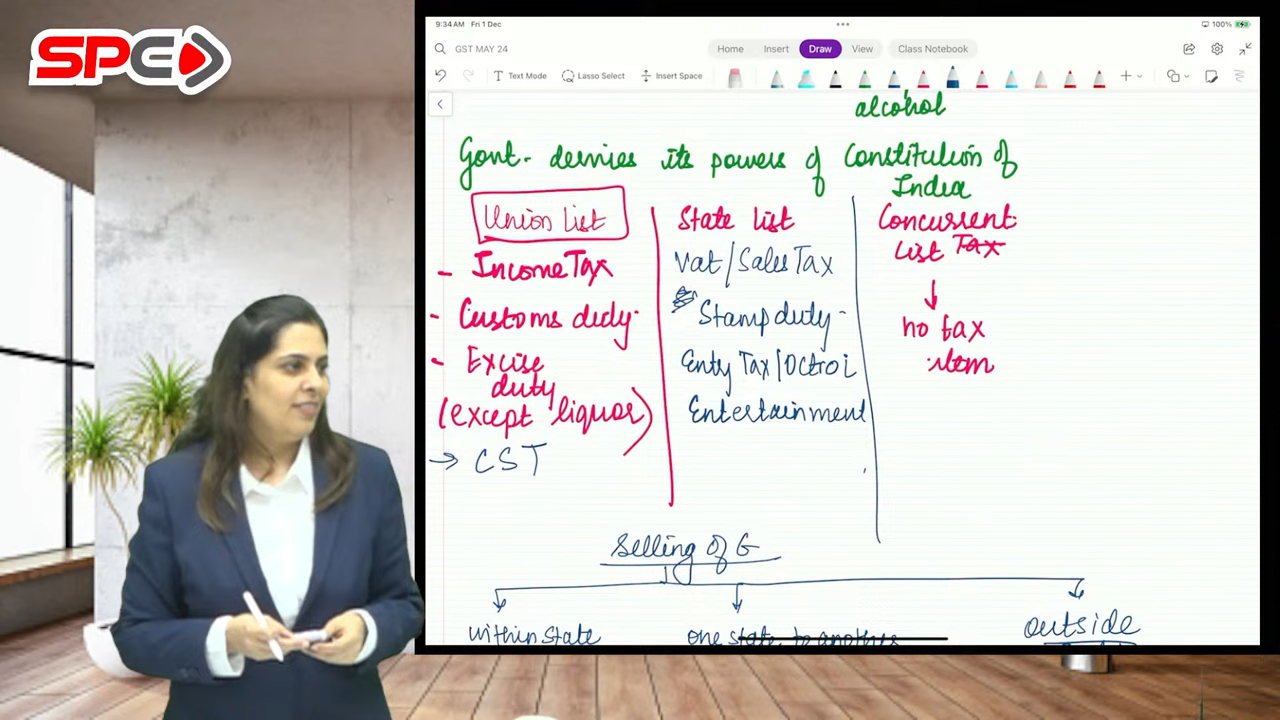 SPED
9:34 AM Fri 1 Dec
100%
GST MAY 24
Home Insert Draw View Class Notebook
Text Mode Lasso Select Insert Space
alcohol
Govt. derives its powers of Constitution of
India
Union List
State list
Concurrent
List Tax
- Income Tax
- Customs duty.
- Excise
duty
(except liquor)
→ CST
Vat/Sales Tax
Stamp duty -
Entry Tax/Octroi
Entertainment
no tax
item
Selling of G
within state
one state to another
outside